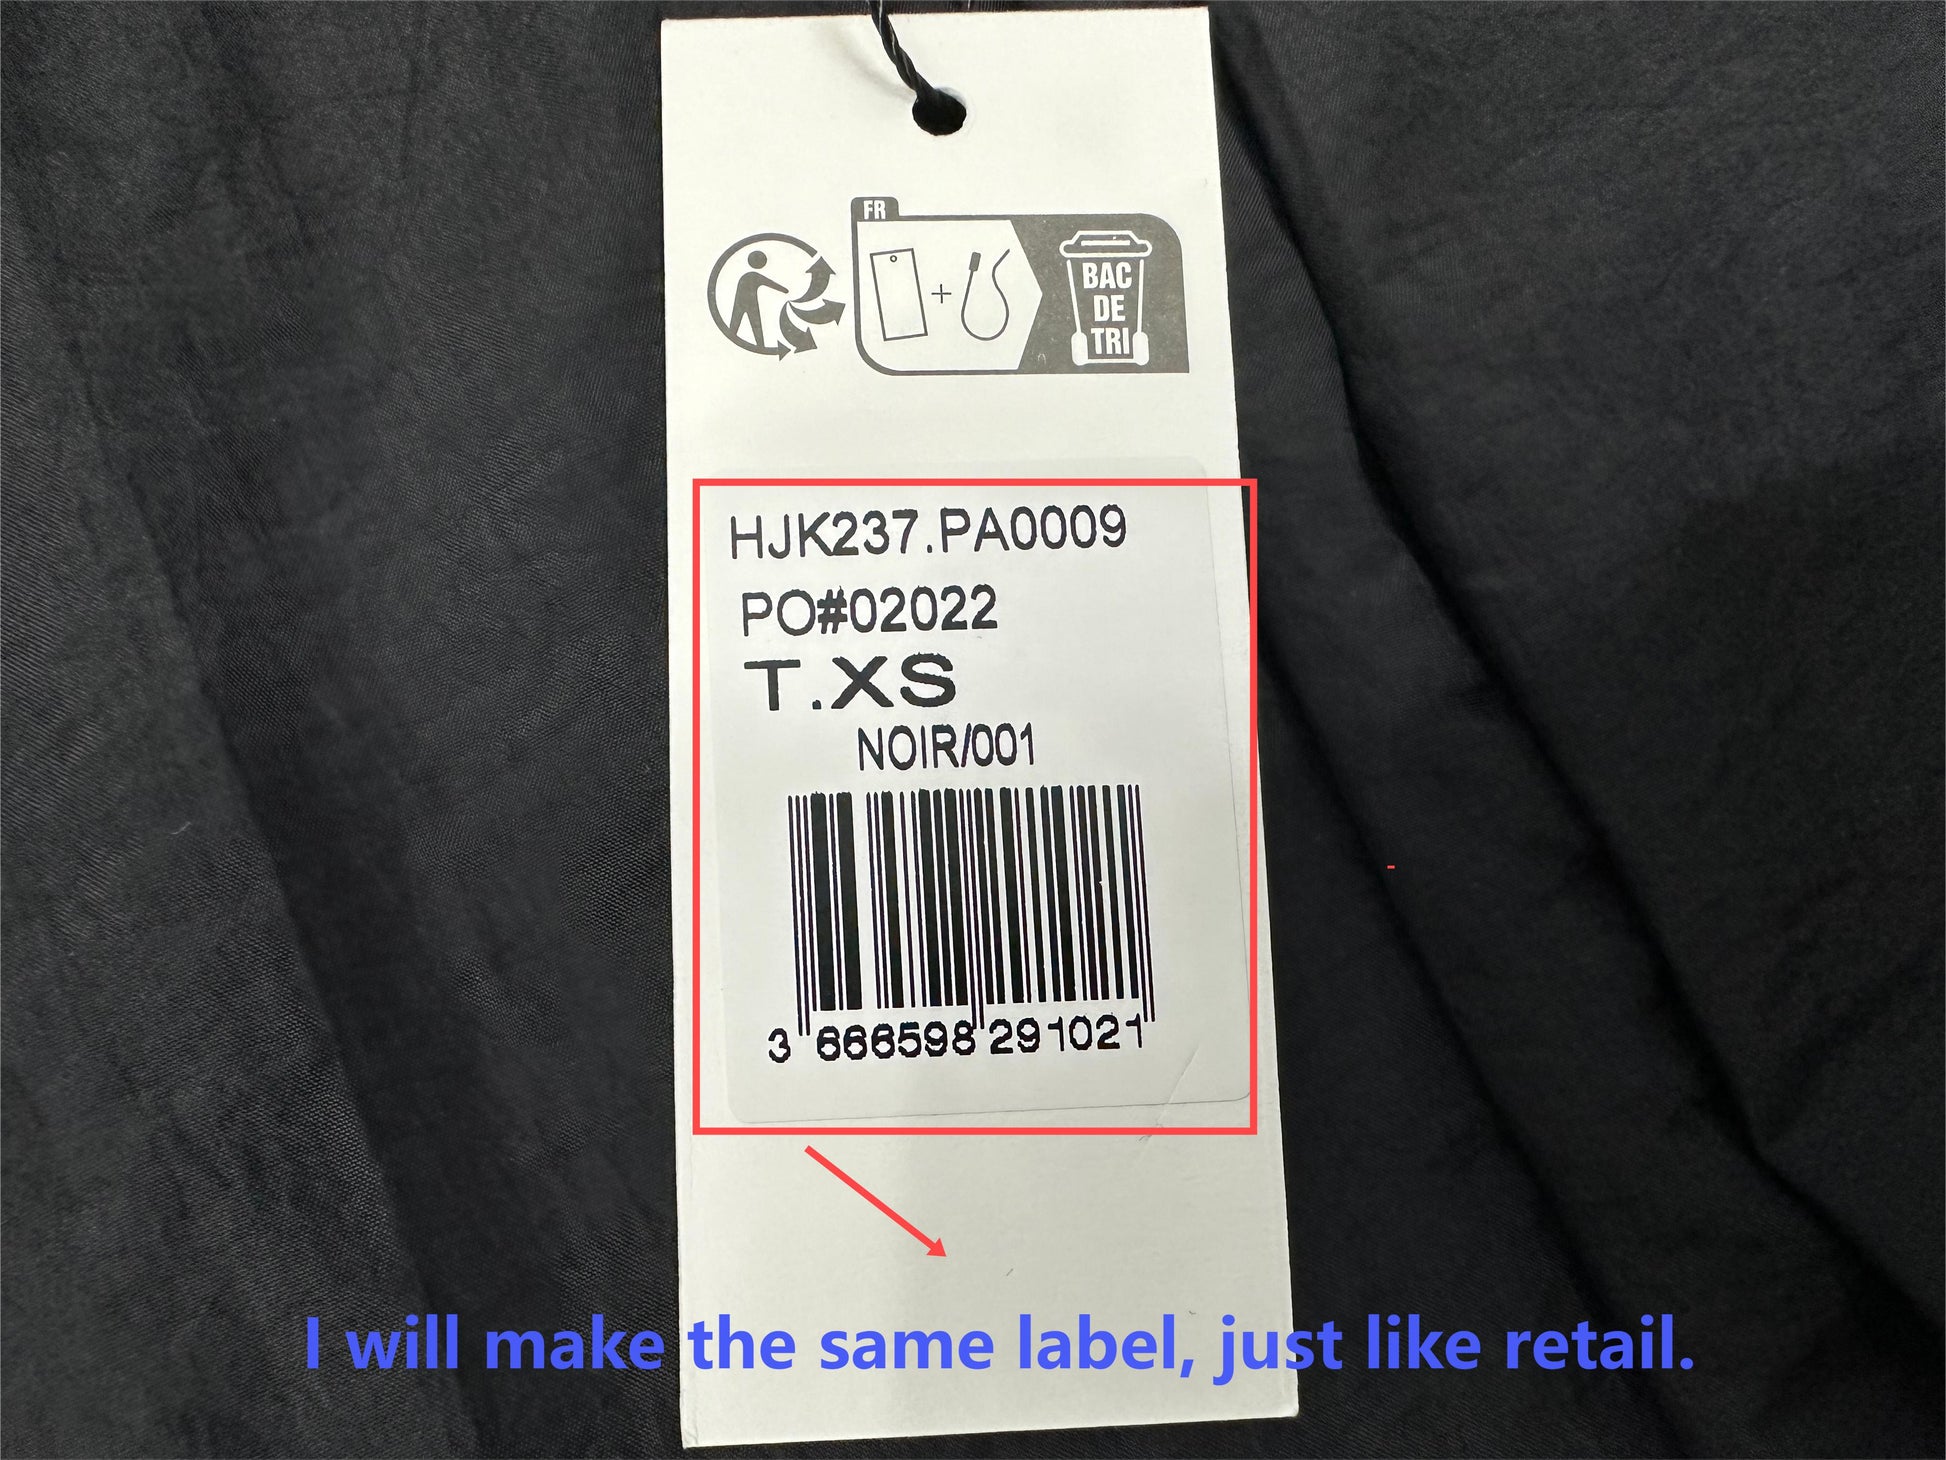 FR
BAC
DE
TRI
HJK237.PA0009
PO#02022
T.XS
NOIR/001
3 666598 291021
I will make the same label, just like retail.